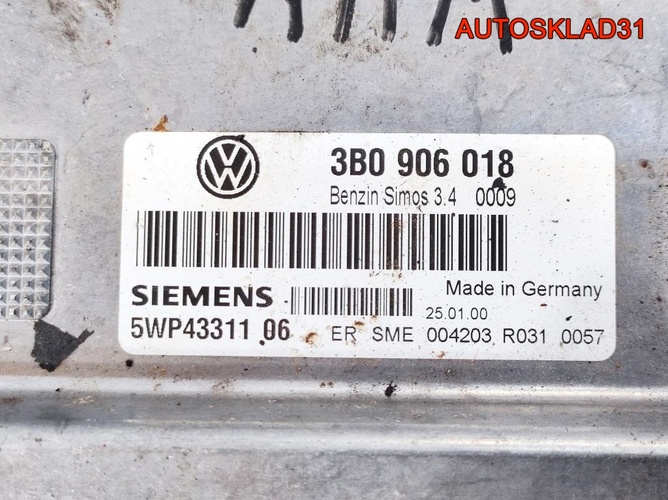 AUTOSKLAD31
3B0 906 018
Benzin Simos 3.4 0009
Made in Germany
SIEMENS
25.01.00
5WP43311 06 ER SME 004203 R031 0057